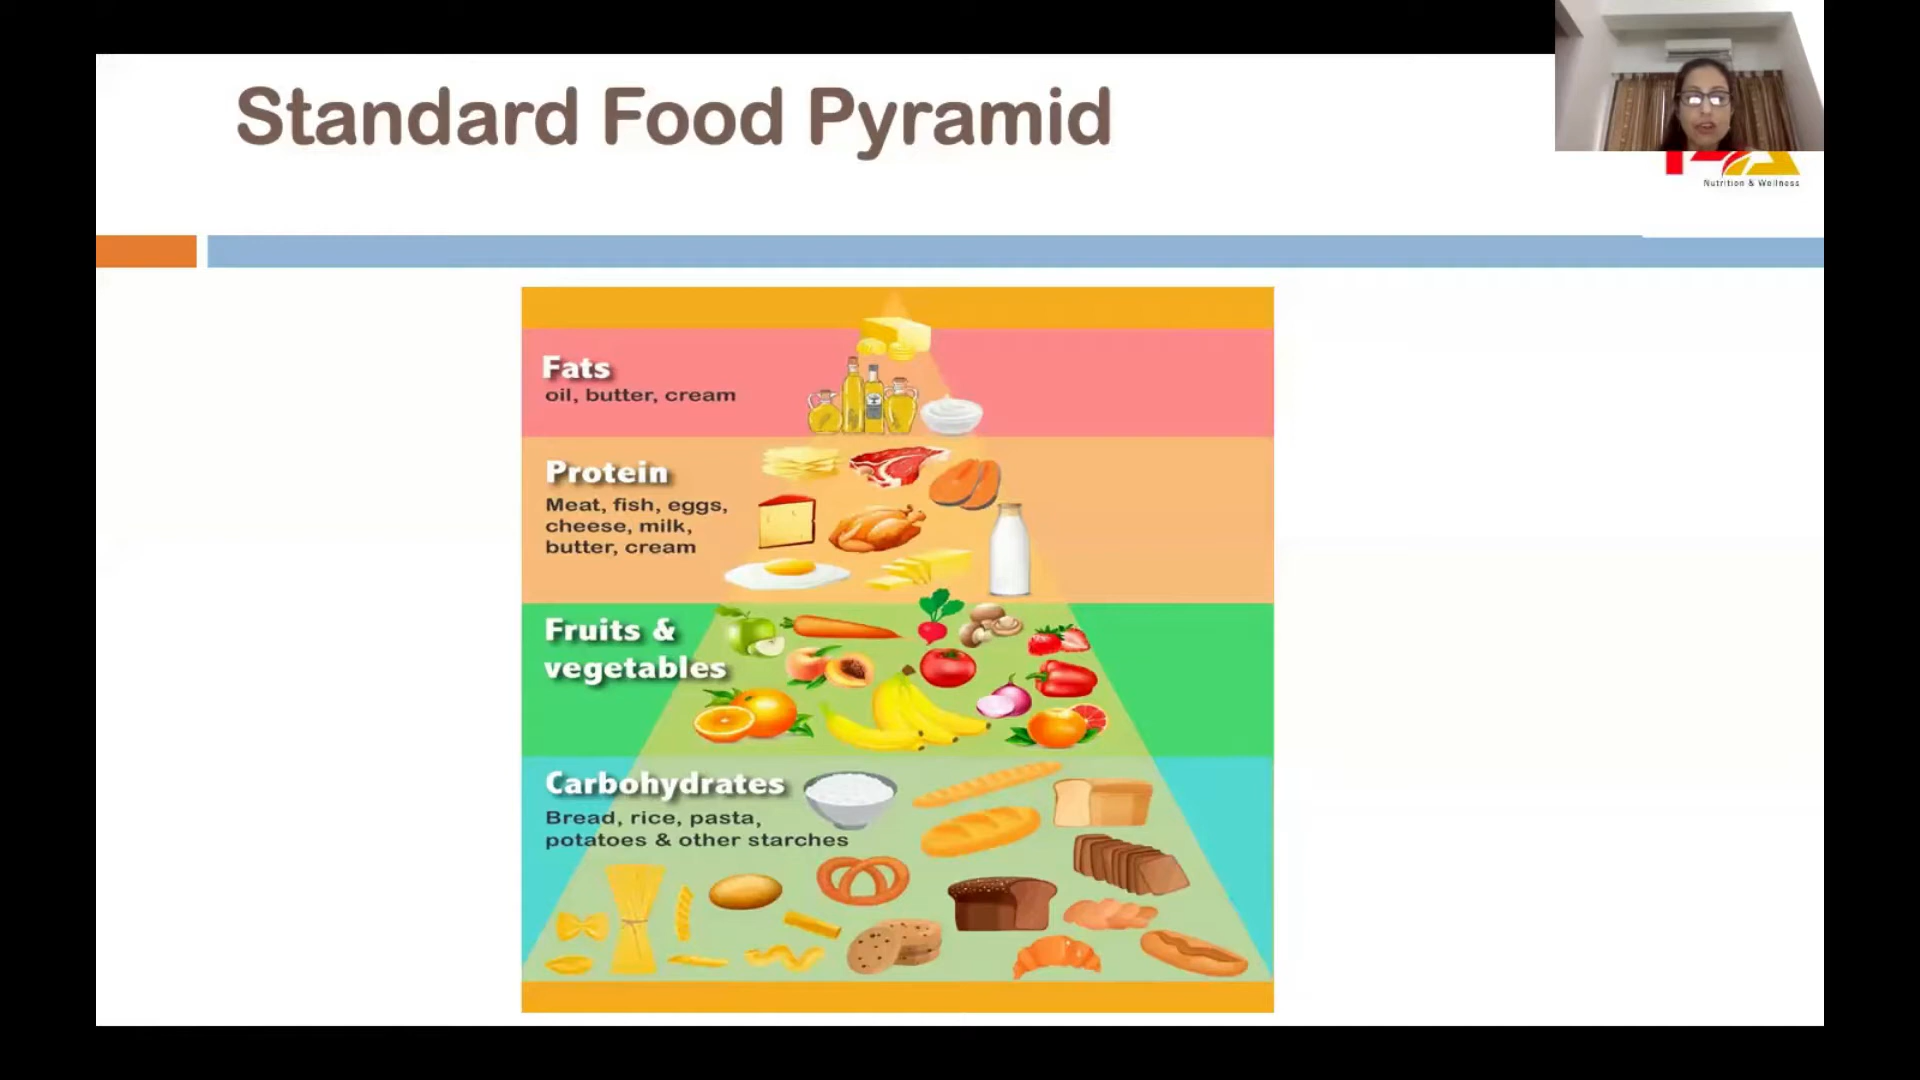 Standard Food Pyramid
Nutrition & Wellness
Fats
oil, butter, cream
Protein
Meat, fish, eggs,
cheese, milk,
butter, cream
Fruits &
vegetables
Carbohydrates
Bread, rice, pasta,
potatoes & other starches